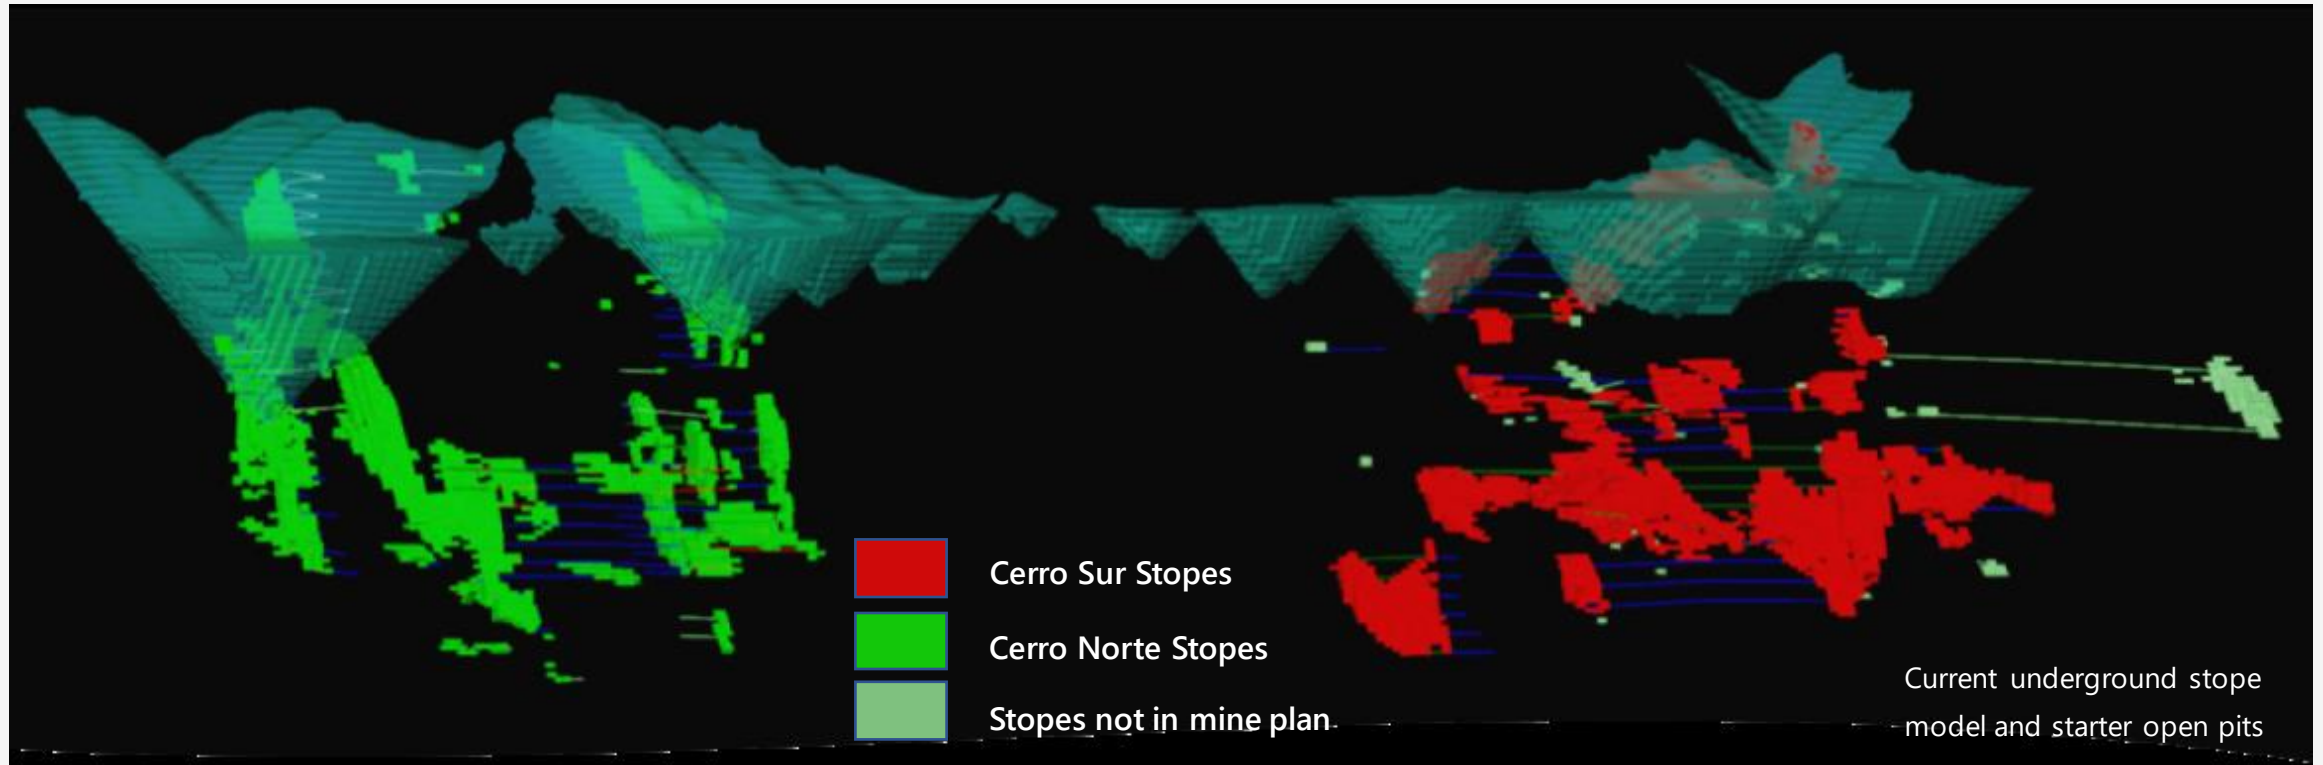 Cerro Sur Stopes
Cerro Norte Stopes
Stopes not in mine plan
Current underground stope
model and starter open pits